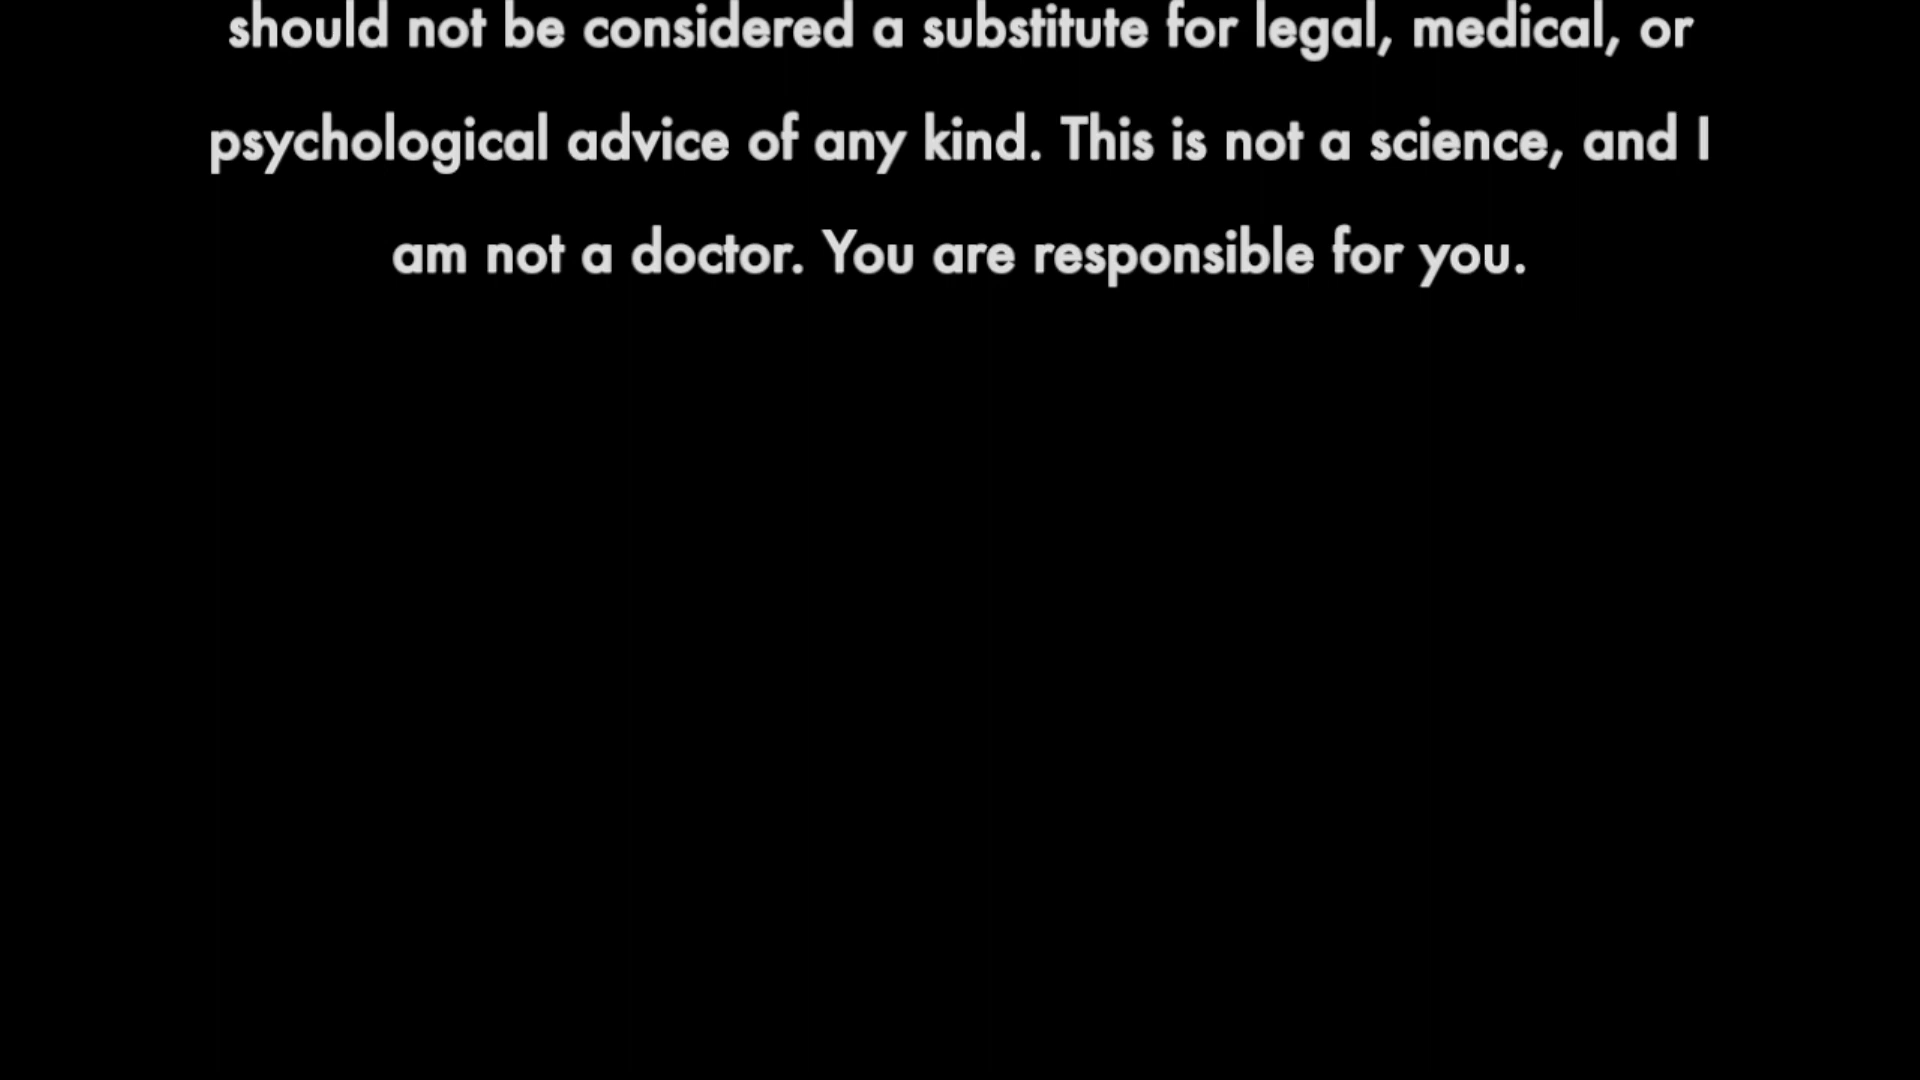 should not be considered a substitute for legal, medical, or
psychological advice of any kind. This is not a science, and I
am not a doctor. You are responsible for you.